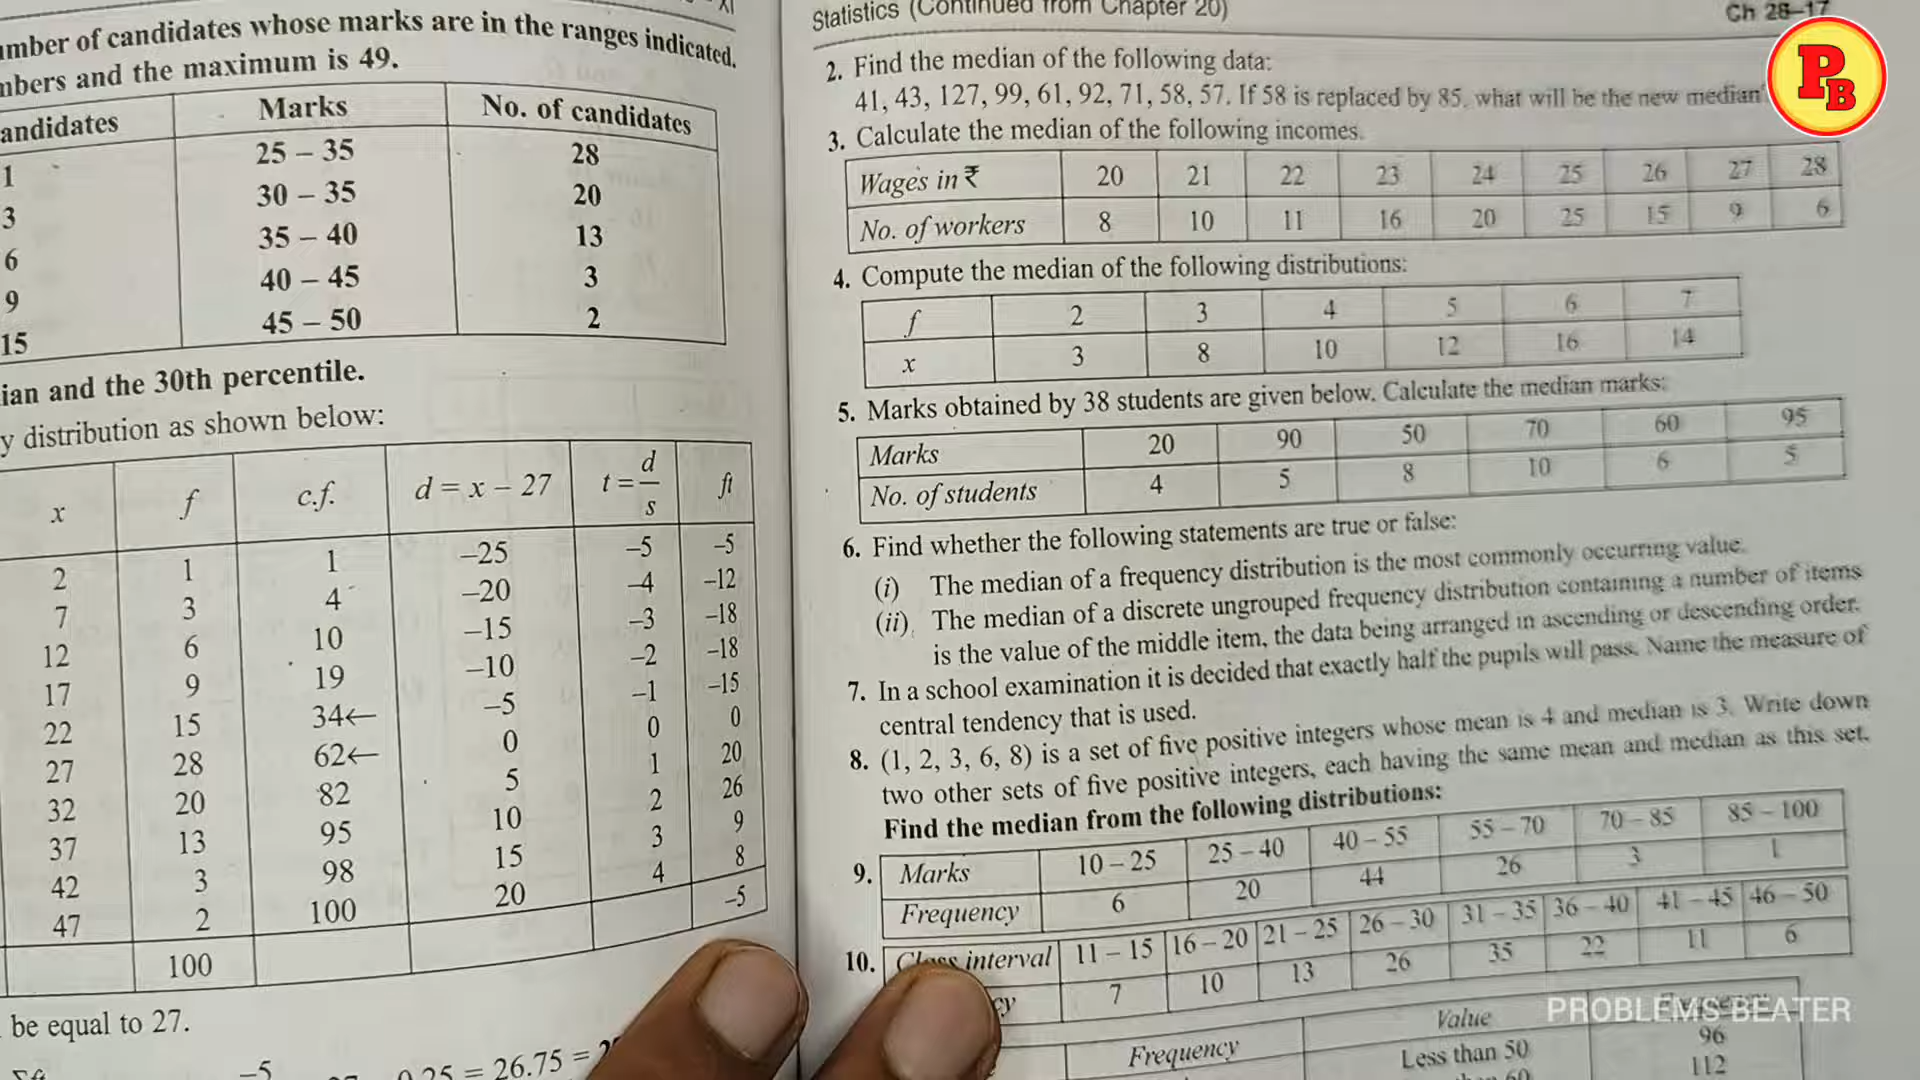 - XI
umber of candidates whose marks are in the ranges indicated.
mbers and the maximum is 49.
andidates Marks No. of candidates
1 25 – 35 28
3 30 – 35 20
6 35 – 40 13
9 40 – 45 3
15 45 – 50 2
ian and the 30th percentile.
y distribution as shown below:
x f c.f. d = x – 27 t = d/s ft
2 1 1 –25 –5 –5
7 3 4 –20 –4 –12
12 6 10 –15 –3 –18
17 9 19 –10 –2 –18
22 15 34← –5 –1 –15
27 28 62← 0 0 0
32 20 82 5 1 20
37 13 95 10 2 26
42 3 98 15 3 9
47 2 100 20 4 8
100 –5
be equal to 27.
–5
0.25 = 26.75 =
Statistics (Continued from Chapter 20) Ch 28–17
2. Find the median of the following data:
41, 43, 127, 99, 61, 92, 71, 58, 57. If 58 is replaced by 85, what will be the new median?
3. Calculate the median of the following incomes.
Wages in ₹ 20 21 22 23 24 25 26 27 28
No. of workers 8 10 11 16 20 25 15 9 6
4. Compute the median of the following distributions:
f 2 3 4 5 6 7
x 3 8 10 12 16 14
5. Marks obtained by 38 students are given below. Calculate the median marks:
Marks 20 90 50 70 60 95
No. of students 4 5 8 10 6 5
6. Find whether the following statements are true or false:
(i) The median of a frequency distribution is the most commonly occurring value.
(ii) The median of a discrete ungrouped frequency distribution containing a number of items
is the value of the middle item, the data being arranged in ascending or descending order.
7. In a school examination it is decided that exactly half the pupils will pass. Name the measure of
central tendency that is used.
8. (1, 2, 3, 6, 8) is a set of five positive integers whose mean is 4 and median is 3. Write down
two other sets of five positive integers, each having the same mean and median as this set.
Find the median from the following distributions:
9. Marks 10 – 25 25 – 40 40 – 55 55 – 70 70 – 85 85 – 100
Frequency 6 20 44 26 3 1
10. Class interval 11 – 15 16 – 20 21 – 25 26 – 30 31 – 35 36 – 40 41 – 45 46 – 50
cy 7 10 13 26 35 22 11 6
Frequency Value
Less than 50 96
112
PB
PROBLEMS BEATER